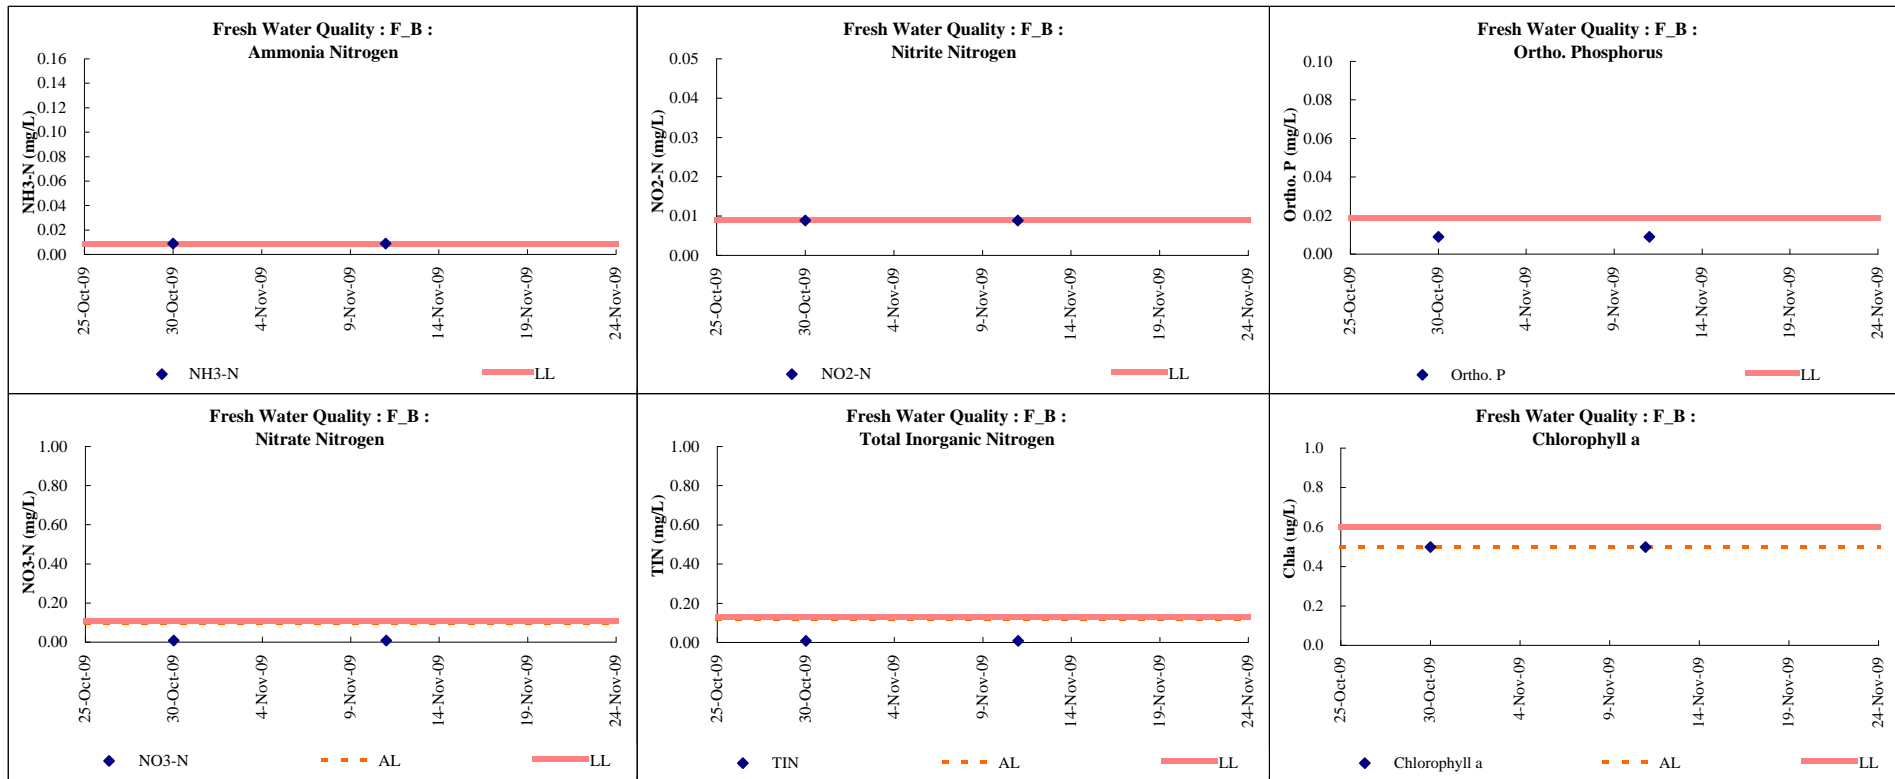 Fresh Water Quality : F_B :
Ammonia Nitrogen
NH3-N (mg/L)
0.16
0.14
0.12
0.10
0.08
0.06
0.04
0.02
0.00
25-Oct-09
30-Oct-09
4-Nov-09
9-Nov-09
14-Nov-09
19-Nov-09
24-Nov-09
NH3-N
LL
Fresh Water Quality : F_B :
Nitrite Nitrogen
NO2-N (mg/L)
0.05
0.04
0.03
0.02
0.01
0.00
25-Oct-09
30-Oct-09
4-Nov-09
9-Nov-09
14-Nov-09
19-Nov-09
24-Nov-09
NO2-N
LL
Fresh Water Quality : F_B :
Ortho. Phosphorus
Ortho. P (mg/L)
0.10
0.08
0.06
0.04
0.02
0.00
25-Oct-09
30-Oct-09
4-Nov-09
9-Nov-09
14-Nov-09
19-Nov-09
24-Nov-09
Ortho. P
LL
Fresh Water Quality : F_B :
Nitrate Nitrogen
NO3-N (mg/L)
1.00
0.80
0.60
0.40
0.20
0.00
25-Oct-09
30-Oct-09
4-Nov-09
9-Nov-09
14-Nov-09
19-Nov-09
24-Nov-09
NO3-N
AL
LL
Fresh Water Quality : F_B :
Total Inorganic Nitrogen
TIN (mg/L)
1.00
0.80
0.60
0.40
0.20
0.00
25-Oct-09
30-Oct-09
4-Nov-09
9-Nov-09
14-Nov-09
19-Nov-09
24-Nov-09
TIN
AL
LL
Fresh Water Quality : F_B :
Chlorophyll a
Chla (ug/L)
1.0
0.8
0.6
0.4
0.2
0.0
25-Oct-09
30-Oct-09
4-Nov-09
9-Nov-09
14-Nov-09
19-Nov-09
24-Nov-09
Chlorophyll a
AL
LL